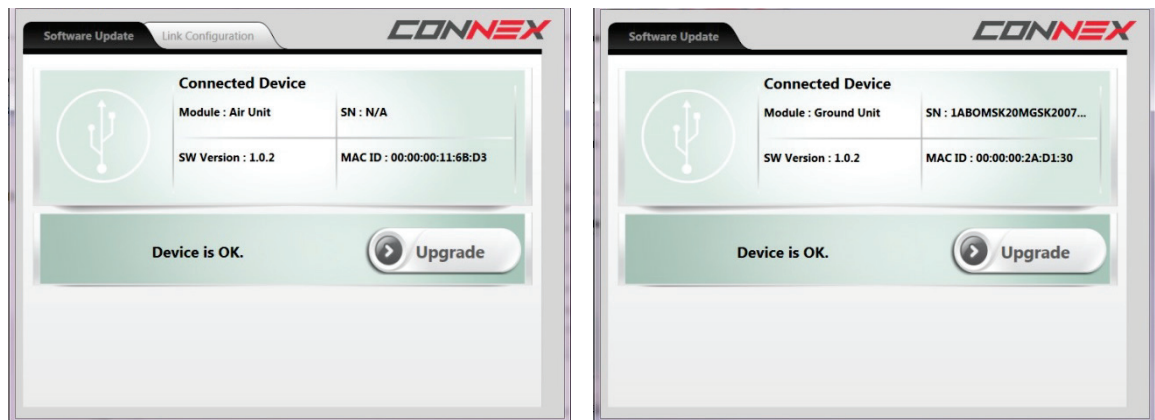 Software Update
Link Configuration
CONNEX
Connected Device
Module : Air Unit
SN : N/A
SW Version : 1.0.2
MAC ID : 00:00:00:11:6B:D3
Device is OK.
Upgrade
Software Update
CONNEX
Connected Device
Module : Ground Unit
SN : 1ABOMSK20MGSK2007...
SW Version : 1.0.2
MAC ID : 00:00:00:2A:D1:30
Device is OK.
Upgrade